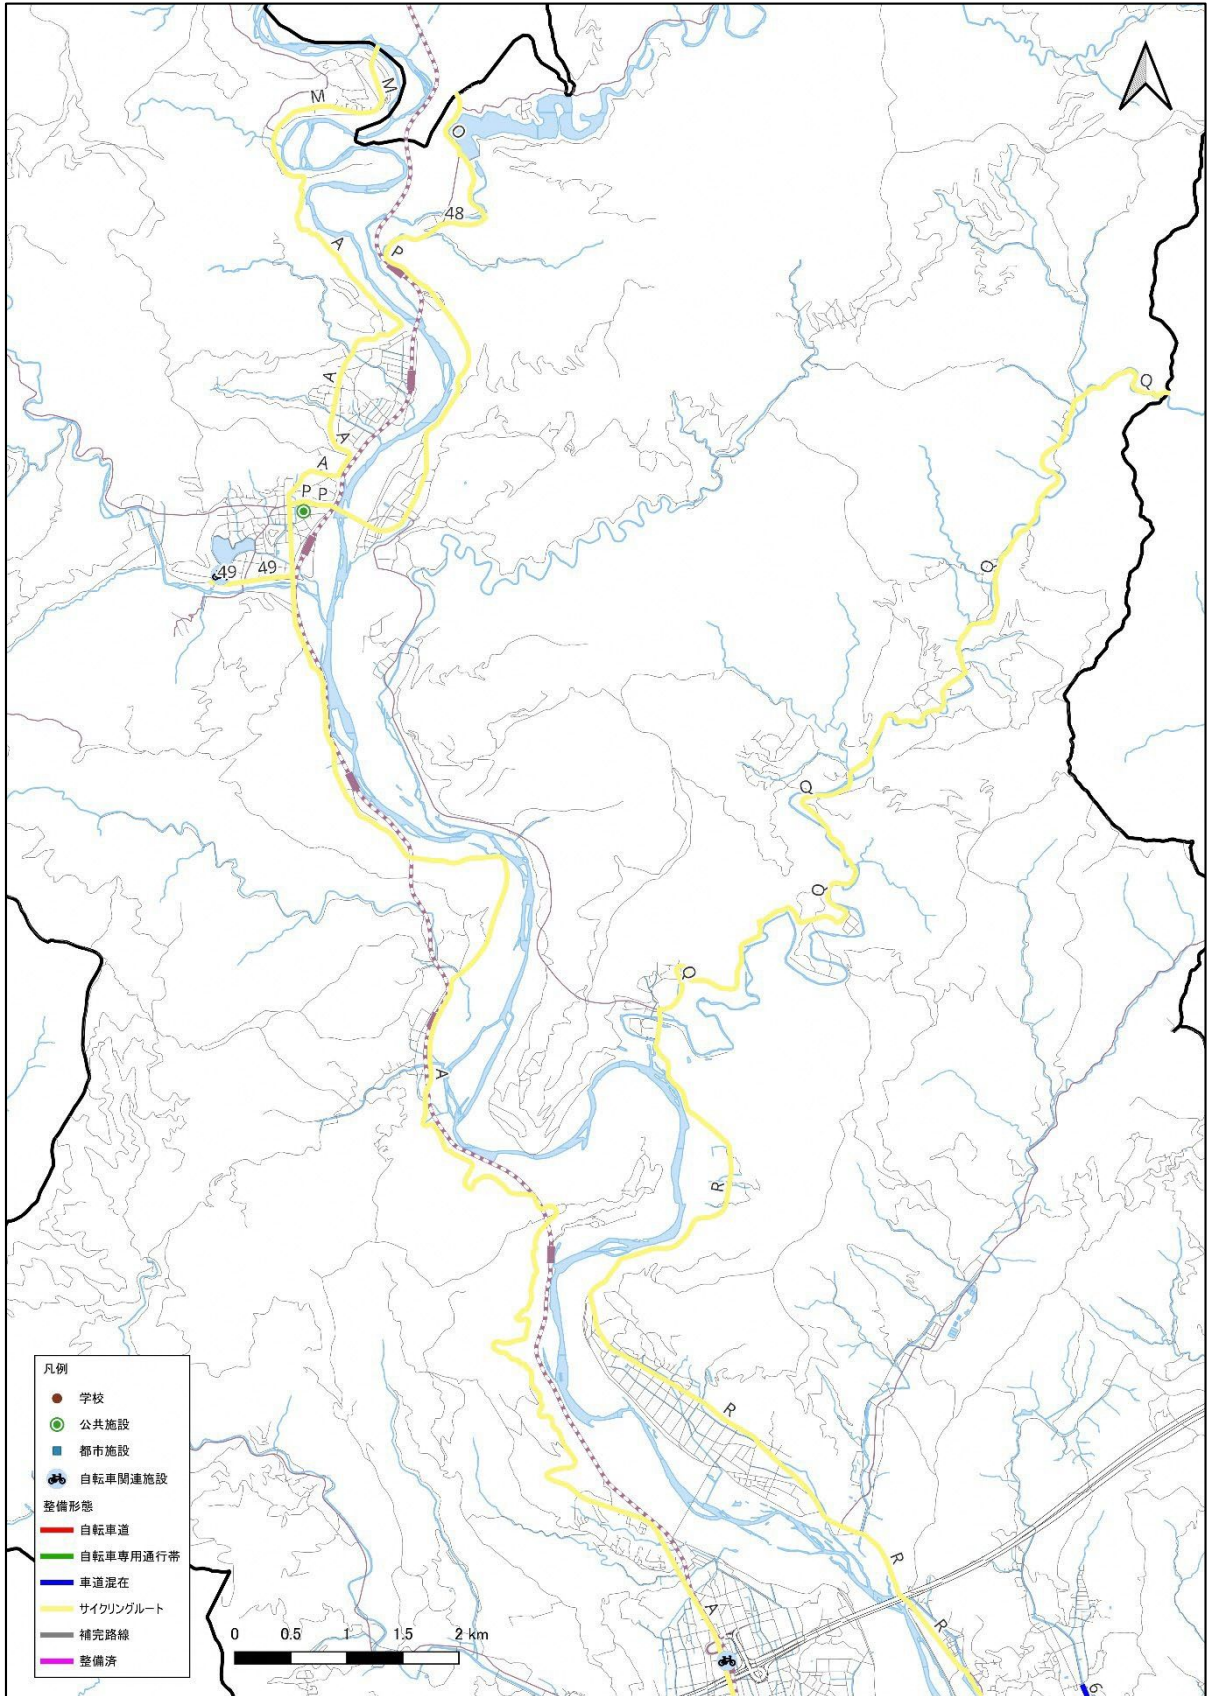 M
M
O
48
A
P
A
Q
A
A
P P
49
49
Q
Q
Q
Q
A
R
R
R
A
R
6
凡例
学校
公共施設
都市施設
自転車関連施設
整備形態
自転車道
自転車専用通行帯
車道混在
サイクリングルート
補完路線
整備済
0 0.5 1 1.5 2 km